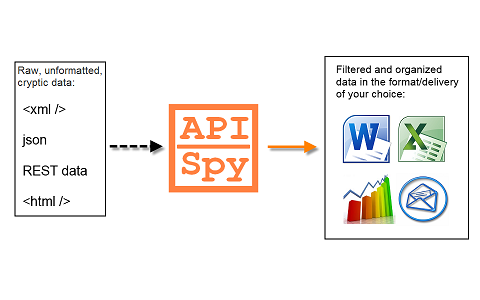 Raw, unformatted,
cryptic data:
<xml />
json
REST data
<html />
API
Spy
Filtered and organized
data in the format/delivery
of your choice:
W
X